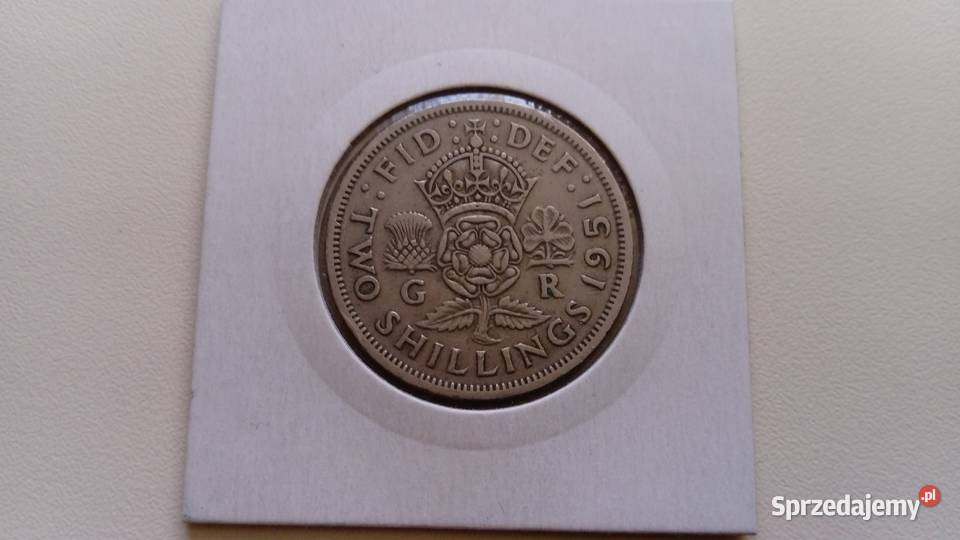 · FID · : DEF · 1951
TWO SHILLINGS
G R
Sprzedajemy.pl